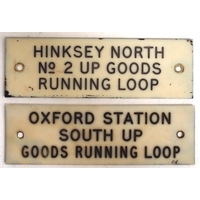 HINKSEY NORTH
Nº 2 UP GOODS
RUNNING LOOP
OXFORD STATION
SOUTH UP
GOODS RUNNING LOOP